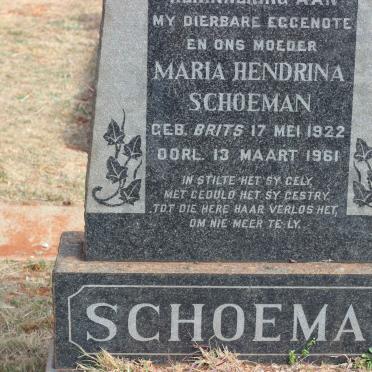 HERINNERING AAN
MY DIERBARE EGGENOTE
EN ONS MOEDER
MARIA HENDRINA
SCHOEMAN
GEB. BRITS 17 MEI 1922
OORL. 13 MAART 1961
IN STILTE HET SY GELY,
MET GEDULD HET SY GESTRY,
TOT DIE HERE HAAR VERLOS HET,
OM NIE MEER TE LY.
SCHOEMA